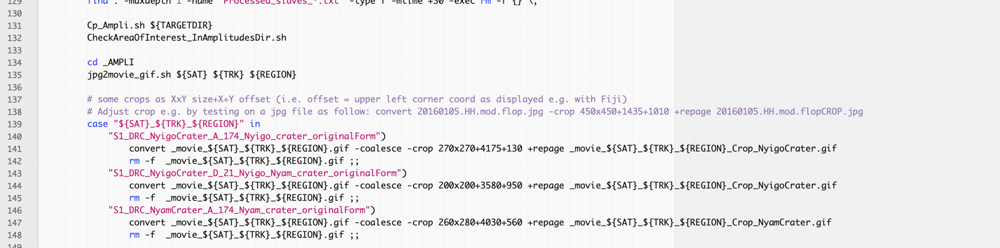 129 find . -maxdepth 1 -name "Processed_slaves_*.txt" -type f -mtime +30 -exec rm -f {} \;
130
131 Cp_Ampli.sh ${TARGETDIR}
132 CheckAreaOfInterest_InAmplitudesDir.sh
133
134 cd _AMPLI
135 jpg2movie_gif.sh ${SAT} ${TRK} ${REGION}
136
137 # some crops as XxY size+X+Y offset (i.e. offset = upper left corner coord as displayed e.g. with Fiji)
138 # Adjust crop e.g. by testing on a jpg file as follow: convert 20160105.HH.mod.flop.jpg -crop 450x450+1435+1010 +repage 20160105.HH.mod.flopCROP.jpg
139 case "${SAT}_${TRK}_${REGION}" in
140 "S1_DRC_NyigoCrater_A_174_Nyigo_crater_originalForm")
141 convert _movie_${SAT}_${TRK}_${REGION}.gif -coalesce -crop 270x270+4175+130 +repage _movie_${SAT}_${TRK}_${REGION}_Crop_NyigoCrater.gif
142 rm -f  _movie_${SAT}_${TRK}_${REGION}.gif ;;
143 "S1_DRC_NyigoCrater_D_21_Nyigo_Nyam_crater_originalForm")
144 convert _movie_${SAT}_${TRK}_${REGION}.gif -coalesce -crop 200x200+3580+950 +repage _movie_${SAT}_${TRK}_${REGION}_Crop_NyigoCrater.gif
145 rm -f  _movie_${SAT}_${TRK}_${REGION}.gif ;;
146 "S1_DRC_NyamCrater_A_174_Nyam_crater_originalForm")
147 convert _movie_${SAT}_${TRK}_${REGION}.gif -coalesce -crop 260x280+4030+560 +repage _movie_${SAT}_${TRK}_${REGION}_Crop_NyamCrater.gif
148 rm -f  _movie_${SAT}_${TRK}_${REGION}.gif ;;
149